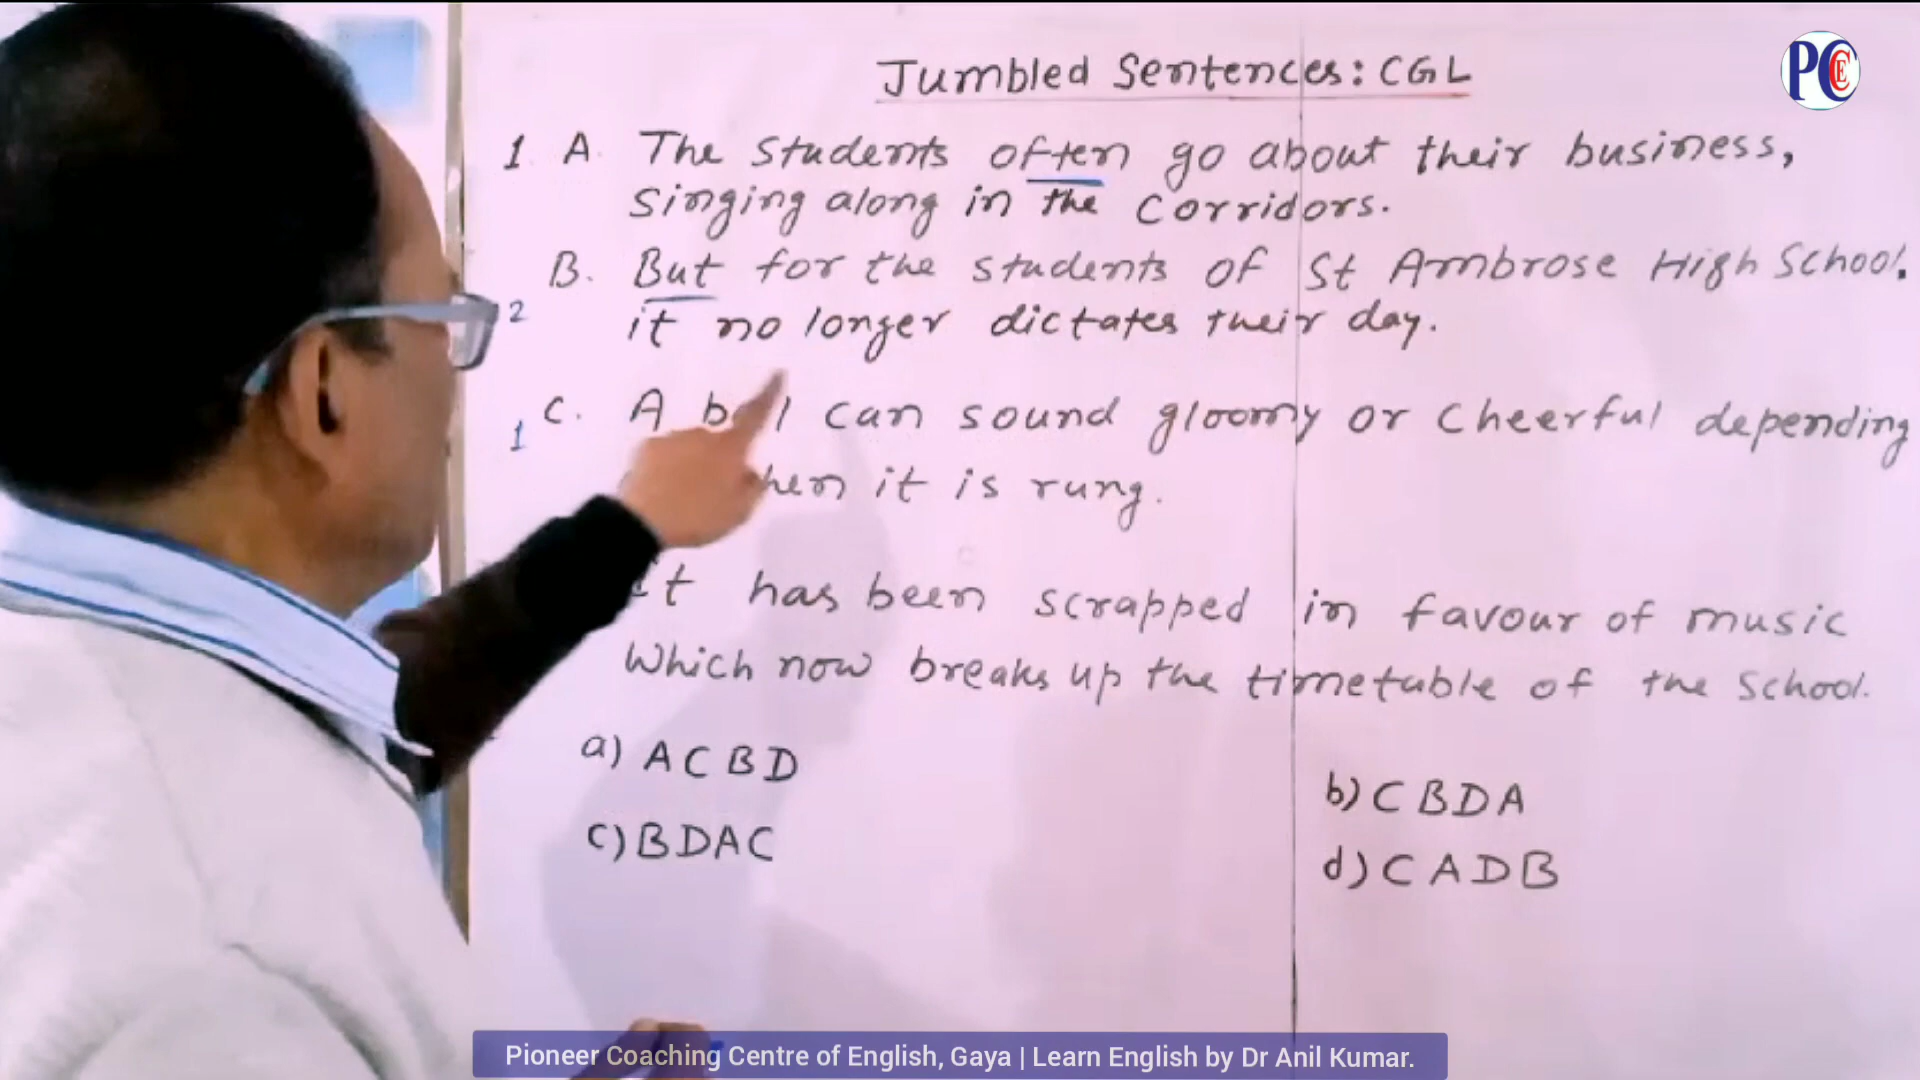 Jumbled Sentences: CGL
PCEC
1 A. The students often go about their business,
singing along in the corridors.
B. But for the students of St Ambrose High School.
2 it no longer dictates their day.
1 C. A can sound gloomy or cheerful depending
it is rung.
It has been scrapped in favour of music
Which now breaks up the timetable of the School.
a) ACBD
b) CBDA
c) BDAC
d) CADB
Pioneer Coaching Centre of English, Gaya | Learn English by Dr Anil Kumar.